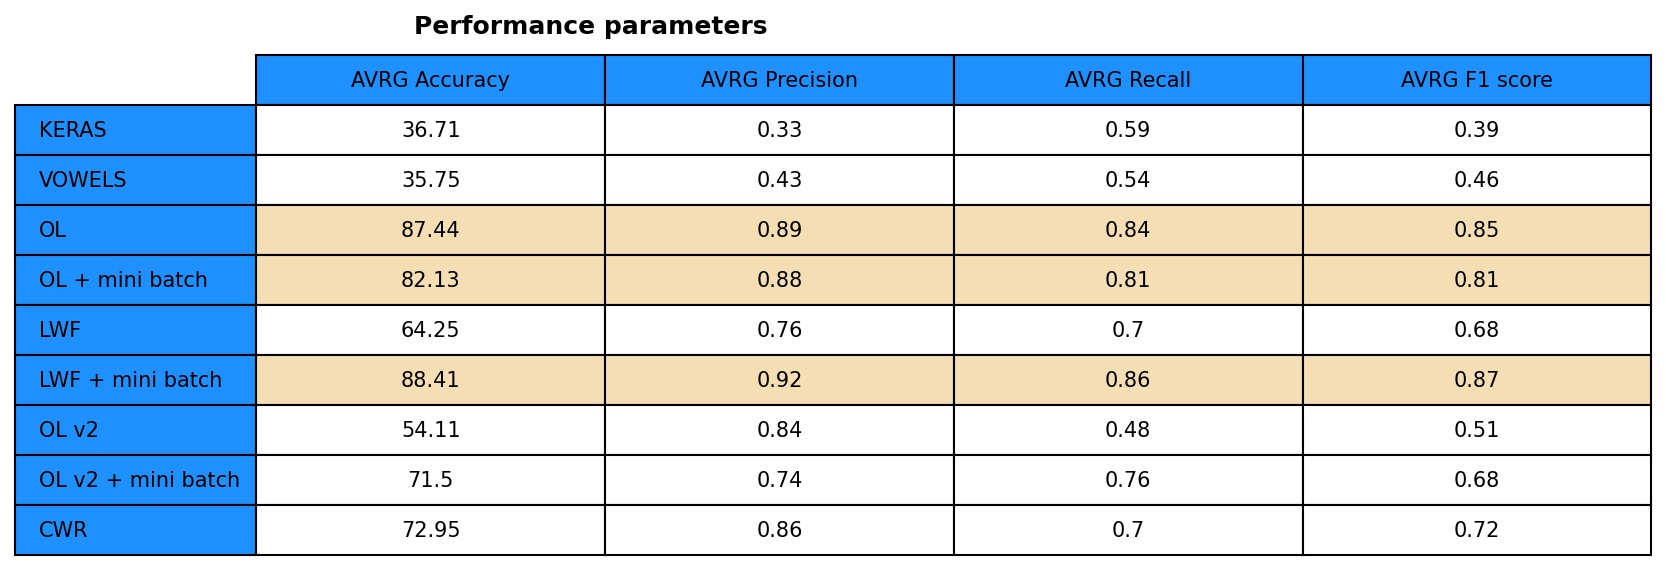 Performance parameters
AVRG Accuracy AVRG Precision AVRG Recall AVRG F1 score
KERAS 36.71 0.33 0.59 0.39
VOWELS 35.75 0.43 0.54 0.46
OL 87.44 0.89 0.84 0.85
OL + mini batch 82.13 0.88 0.81 0.81
LWF 64.25 0.76 0.7 0.68
LWF + mini batch 88.41 0.92 0.86 0.87
OL v2 54.11 0.84 0.48 0.51
OL v2 + mini batch 71.5 0.74 0.76 0.68
CWR 72.95 0.86 0.7 0.72